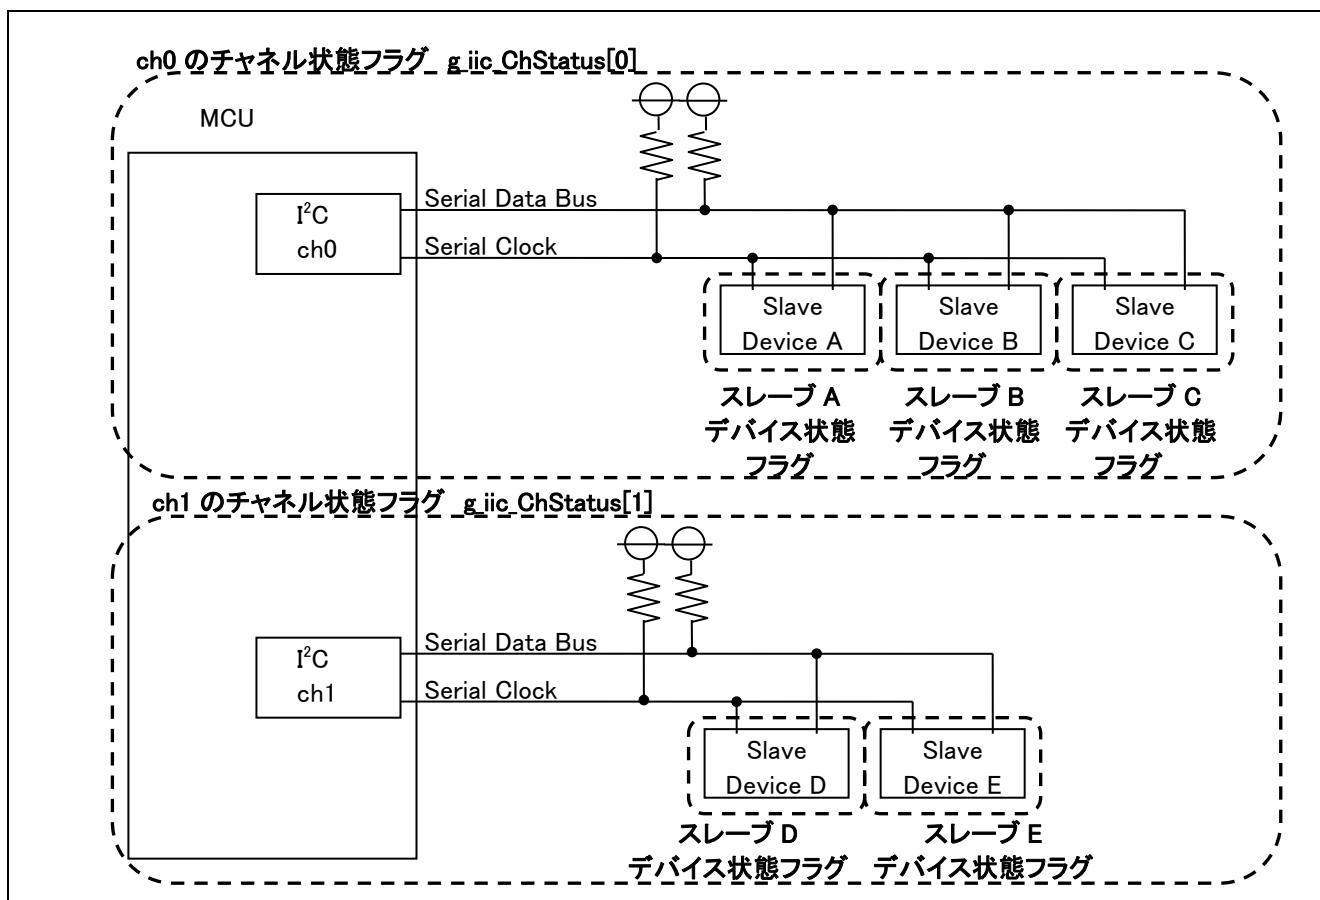 ch0 のチャネル状態フラグ g_iic_ChStatus[0]
MCU
I²C
ch0
Serial Data Bus
Serial Clock
Slave
Device A
Slave
Device B
Slave
Device C
スレーブ A
デバイス状態
フラグ
スレーブ B
デバイス状態
フラグ
スレーブ C
デバイス状態
フラグ
ch1 のチャネル状態フラグ g_iic_ChStatus[1]
I²C
ch1
Serial Data Bus
Serial Clock
Slave
Device D
Slave
Device E
スレーブ D
デバイス状態フラグ
スレーブ E
デバイス状態フラグ